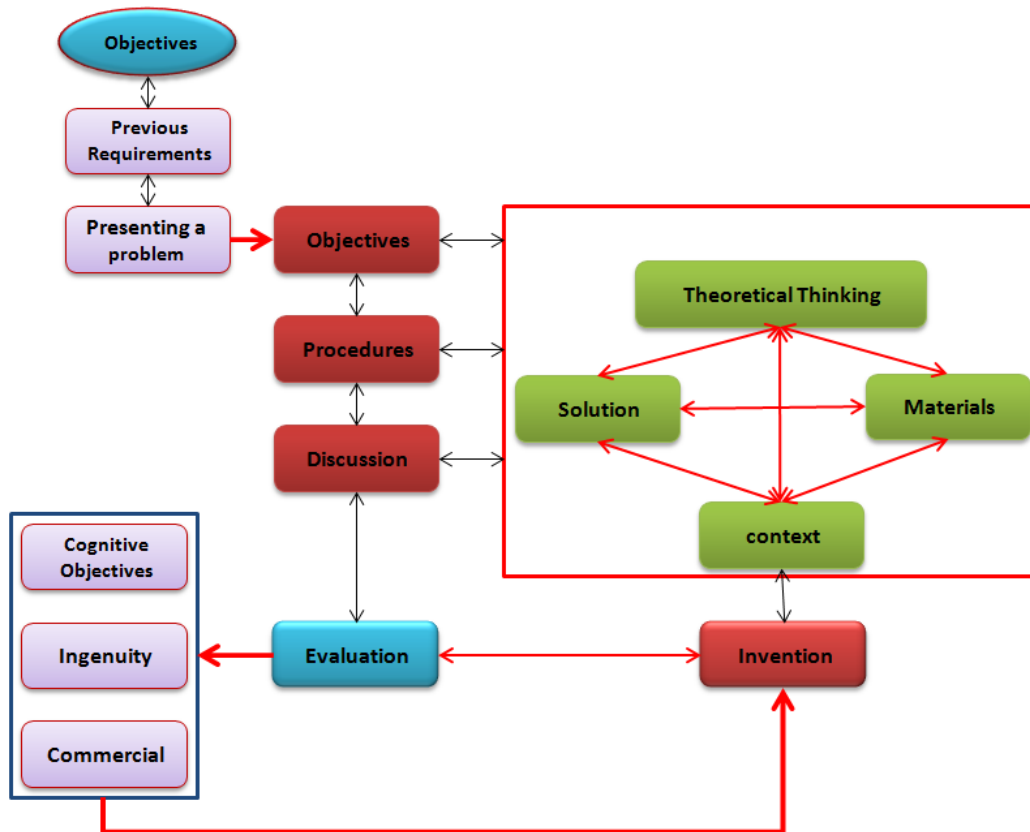 Objectives
Previous
Requirements
Presenting a
problem
Objectives
Procedures
Discussion
Theoretical Thinking
Solution
Materials
context
Cognitive
Objectives
Ingenuity
Commercial
Evaluation
Invention